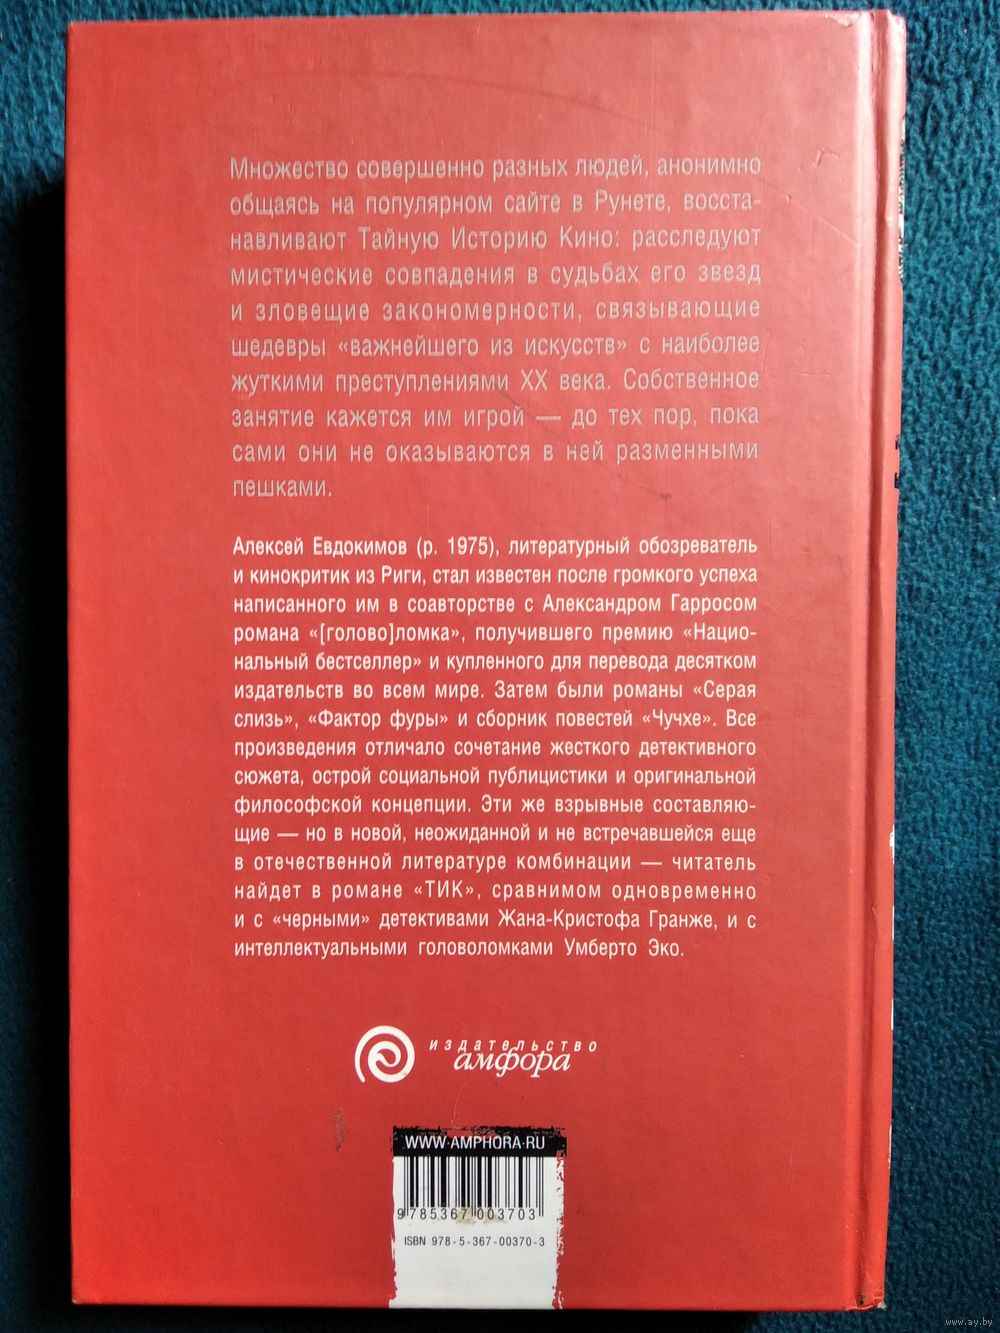 Множество совершенно разных людей, анонимно
общаясь на популярном сайте в Рунете, восста-
навливают Тайную Историю Кино: расследуют
мистические совпадения в судьбах его звезд
и зловещие закономерности, связывающие
шедевры «важнейшего из искусств» с наиболее
жуткими преступлениями XX века. Собственное
занятие кажется им игрой — до тех пор, пока
сами они не оказываются в ней разменными
пешками.
Алексей Евдокимов (р. 1975), литературный обозреватель
и кинокритик из Риги, стал известен после громкого успеха
написанного им в соавторстве с Александром Гарросом
романа «[голово]ломка», получившего премию «Нацио-
нальный бестселлер» и купленного для перевода десятком
издательств во всем мире. Затем были романы «Серая
слизь», «Фактор фуры» и сборник повестей «Чучхе». Все
произведения отличало сочетание жесткого детективного
сюжета, острой социальной публицистики и оригинальной
философской концепции. Эти же взрывные составляю-
щие — но в новой, неожиданной и не встречавшейся еще
в отечественной литературе комбинации — читатель
найдет в романе «ТИК», сравнимом одновременно
и с «черными» детективами Жана-Кристофа Гранже, и с
интеллектуальными головоломками Умберто Эко.
издательство
амфора
WWW·AMPHORA·RU
9 785367 003703
ISBN 978-5-367-00370-3
www.ay.by